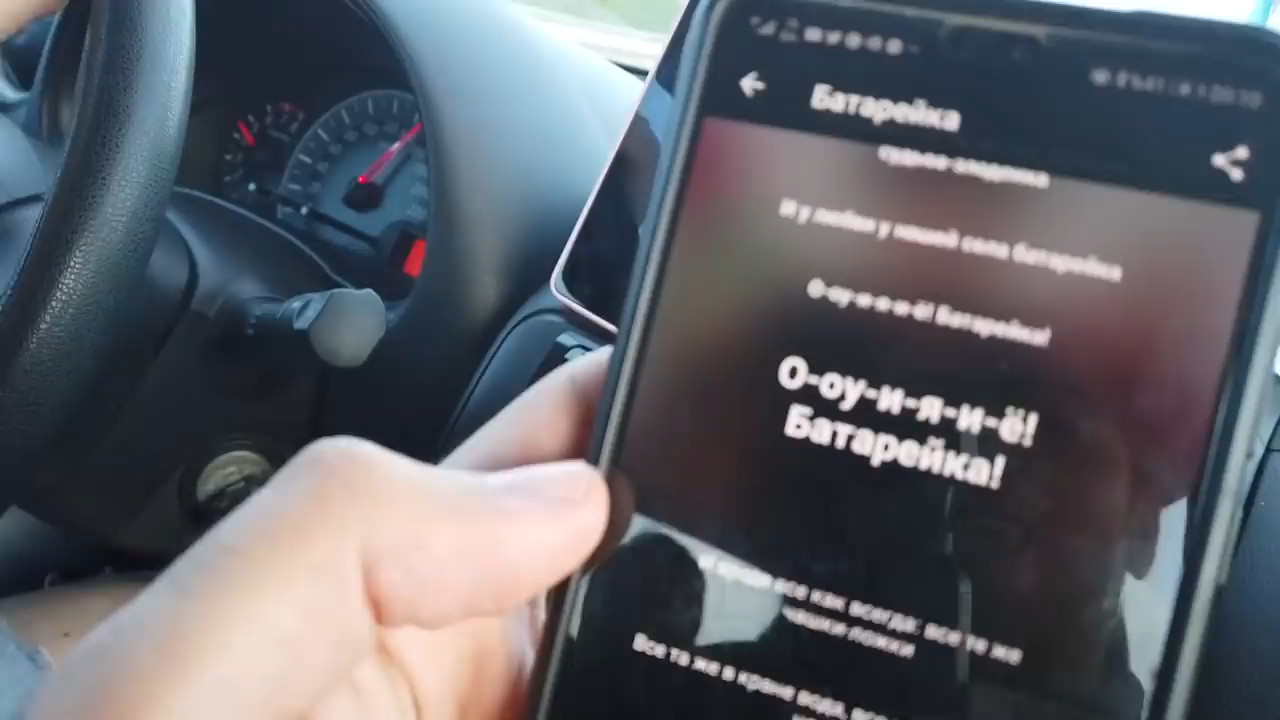 Батарейка
И у любви у нашей села батарейка
О-оу-и-я-и-ё! Батарейка!
О-оу-и-я-и-ё!
Батарейка!
все как всегда: все те же
чашки-ложки
Все та же в кране вода, все